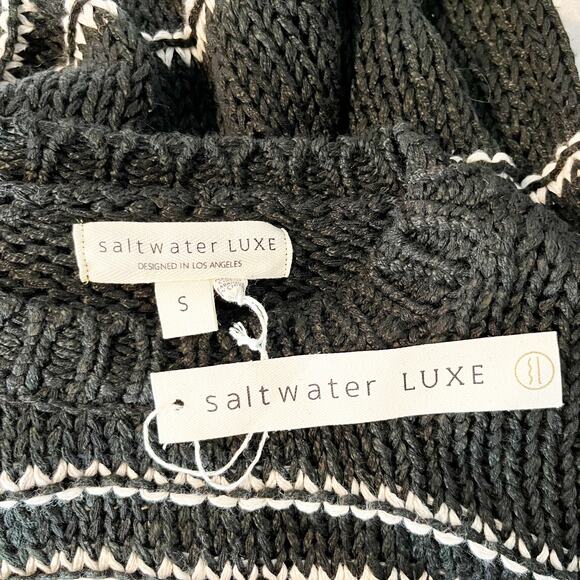 saltwater LUXE
DESIGNED IN LOS ANGELES
S
saltwater LUXE